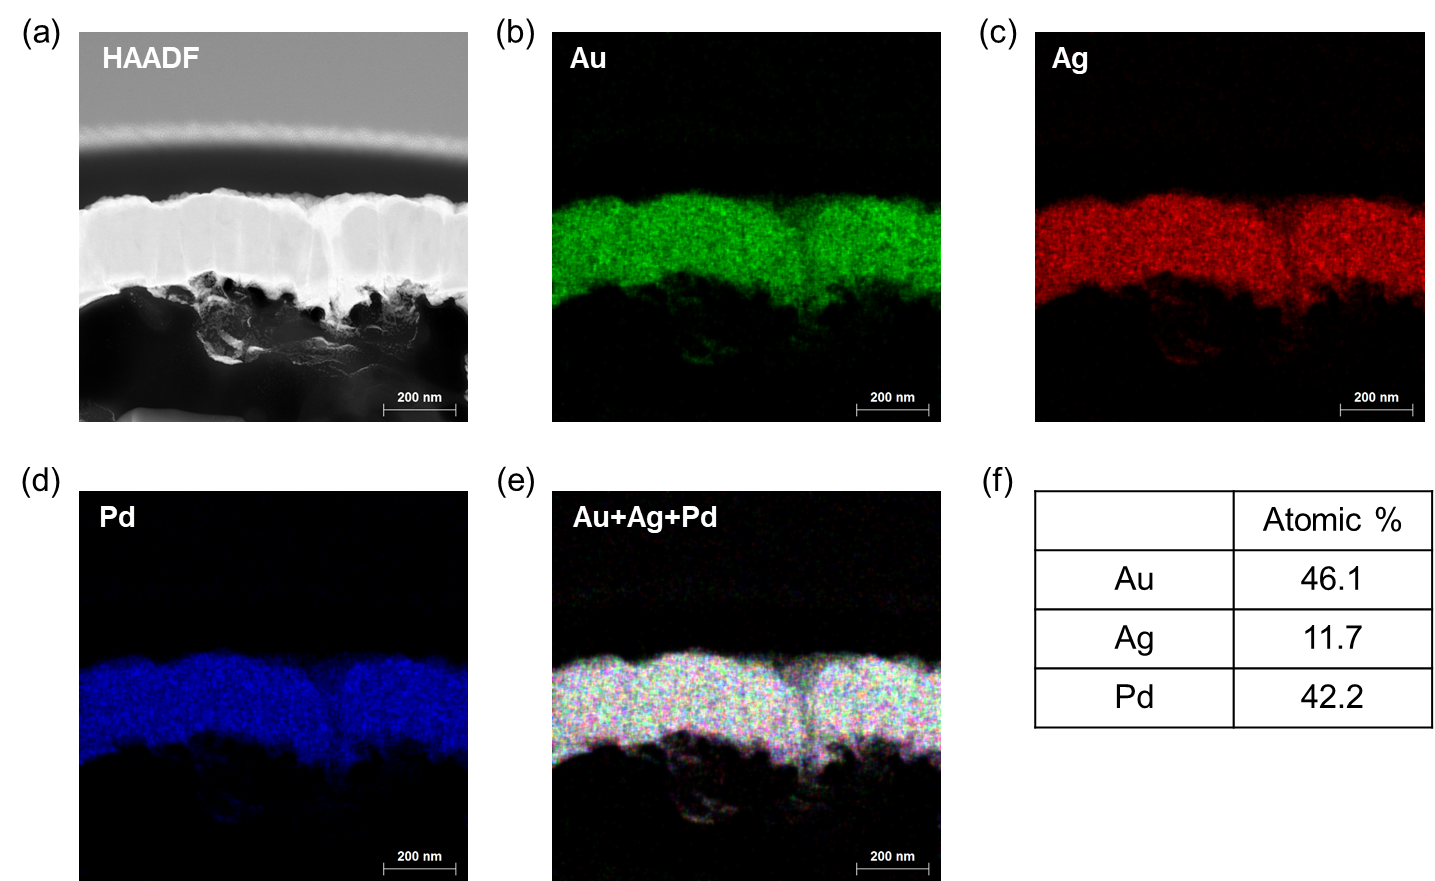 (a)
HAADF
200 nm
(b)
Au
200 nm
(c)
Ag
200 nm
(d)
Pd
200 nm
(e)
Au+Ag+Pd
200 nm
(f)
Atomic %
Au 46.1
Ag 11.7
Pd 42.2